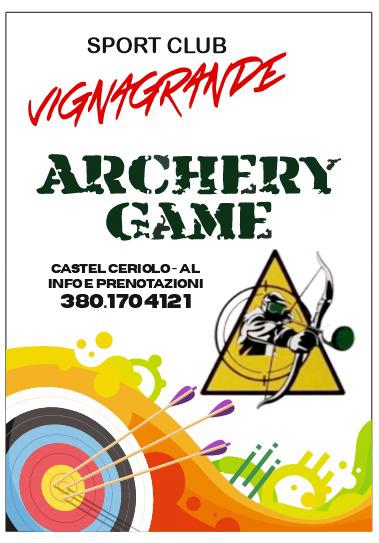 SPORT CLUB
VIGNAGRANDE
ARCHERY
GAME
CASTEL CERIOLO - AL
INFO E PRENOTAZIONI
380.1704121